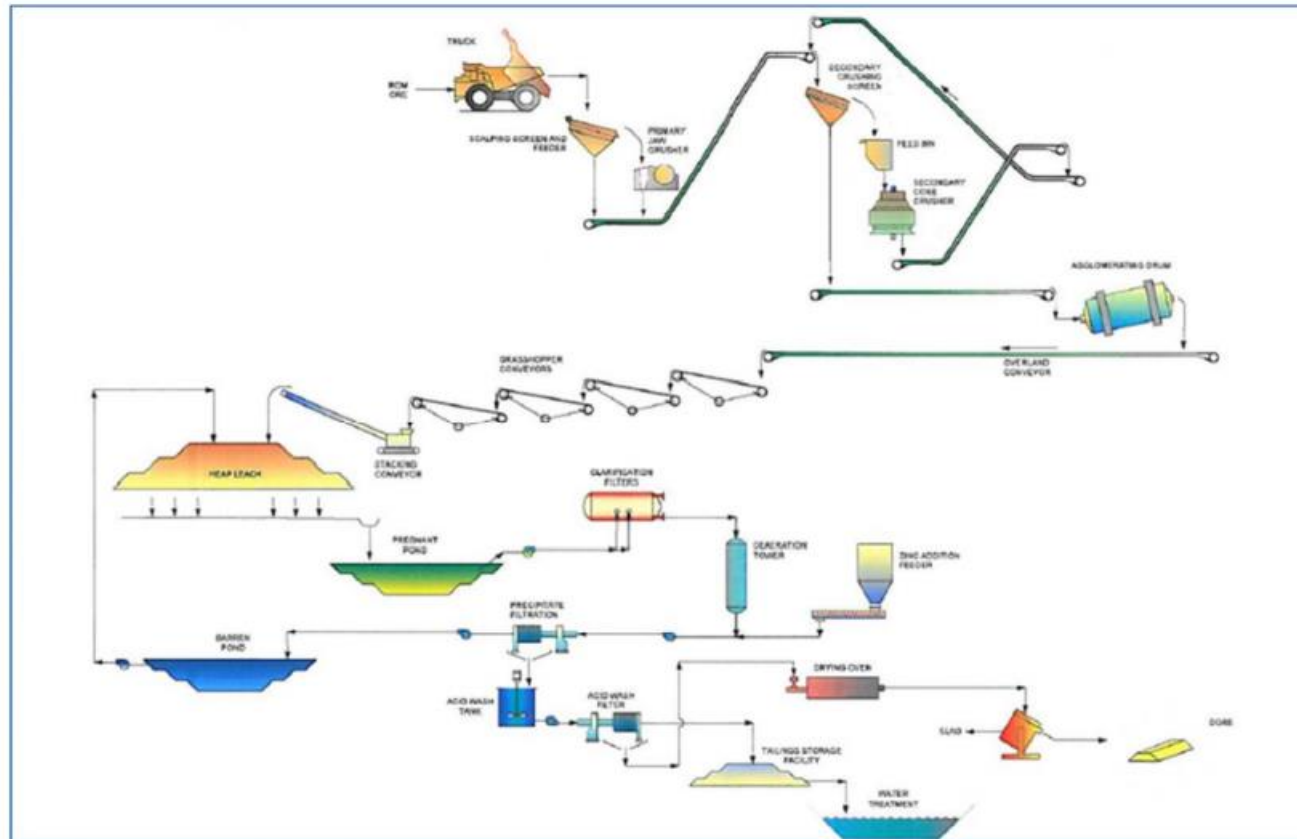 TRUCK
ROM
ORE
SCALPING SCREEN AND
FEEDER
PRIMARY
JAW
CRUSHER
SECONDARY
CRUSHING
SCREEN
FEED BIN
SECONDARY
CONE
CRUSHER
AGGLOMERATING DRUM
OVERLAND
CONVEYOR
GRASSHOPPER
CONVEYORS
STACKING
CONVEYOR
HEAP LEACH
PREGNANT
POND
CLARIFICATION
FILTERS
DEAERATION
TOWER
ZINC ADDITION
FEEDER
PRECIPITATE
FILTRATION
BARREN
POND
ACID WASH
TANK
ACID WASH
FILTER
DRYING OVEN
SLAG
DORE
TAILINGS STORAGE
FACILITY
WATER
TREATMENT